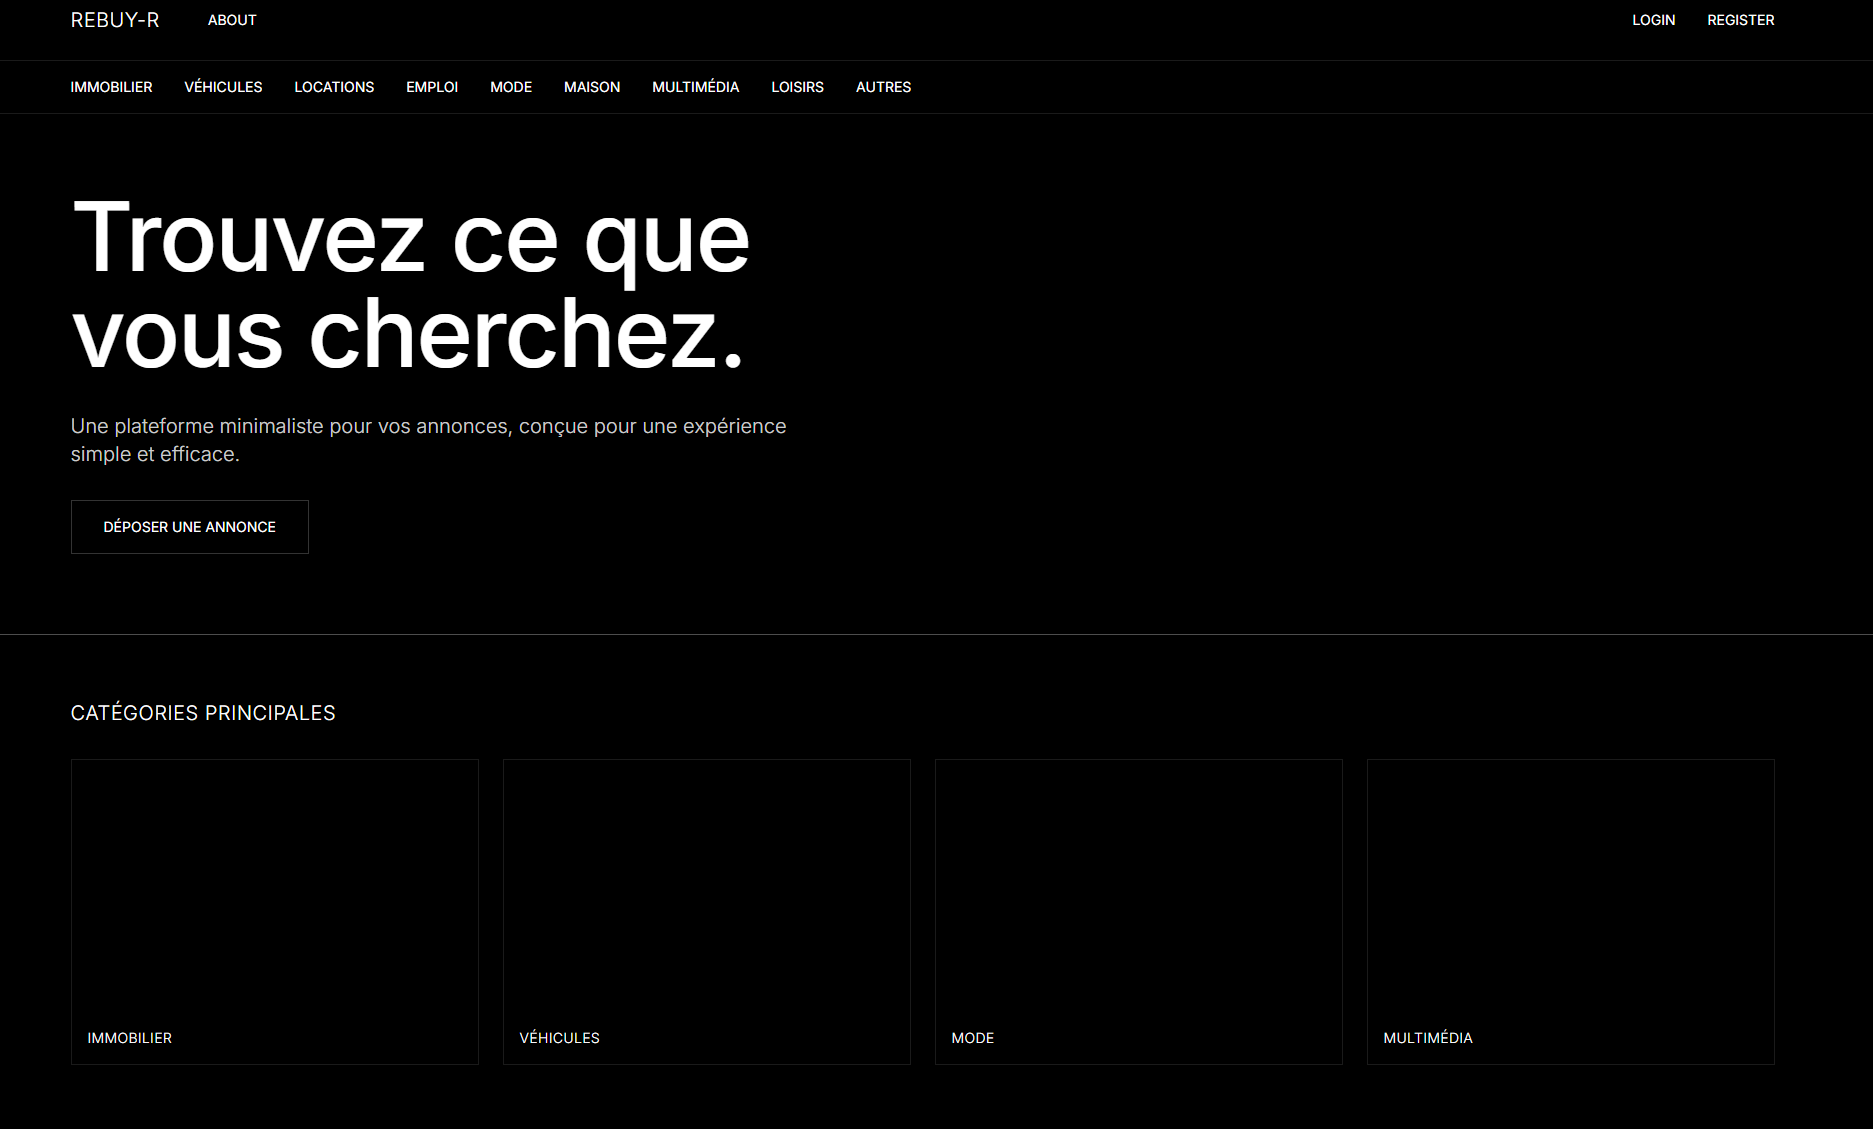 REBUY-R ABOUT LOGIN REGISTER
IMMOBILIER VÉHICULES LOCATIONS EMPLOI MODE MAISON MULTIMÉDIA LOISIRS AUTRES
Trouvez ce que
vous cherchez.
Une plateforme minimaliste pour vos annonces, conçue pour une expérience
simple et efficace.
DÉPOSER UNE ANNONCE
CATÉGORIES PRINCIPALES
IMMOBILIER VÉHICULES MODE MULTIMÉDIA